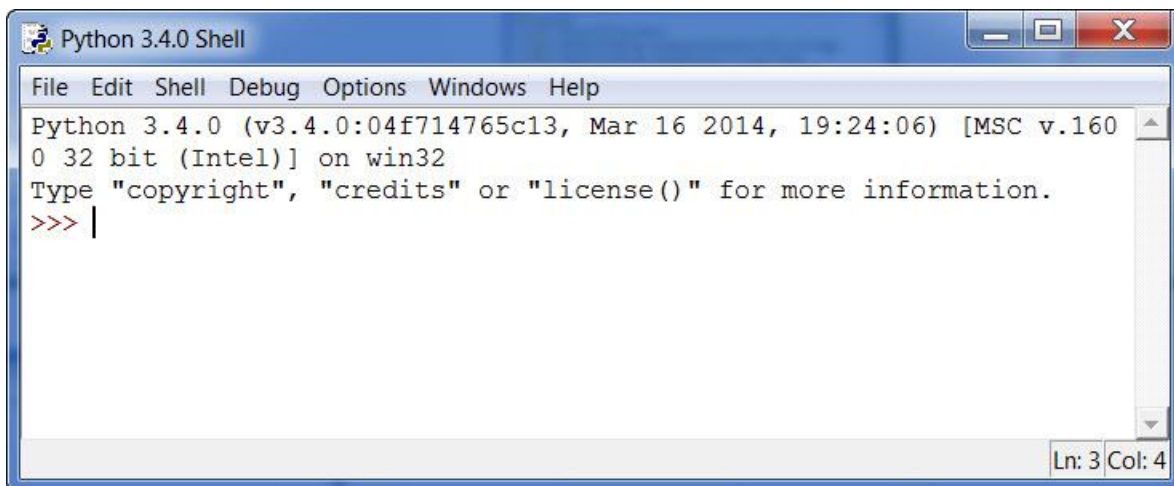 Python 3.4.0 Shell
File Edit Shell Debug Options Windows Help
Python 3.4.0 (v3.4.0:04f714765c13, Mar 16 2014, 19:24:06) [MSC v.160
0 32 bit (Intel)] on win32
Type "copyright", "credits" or "license()" for more information.
>>>
Ln: 3 Col: 4